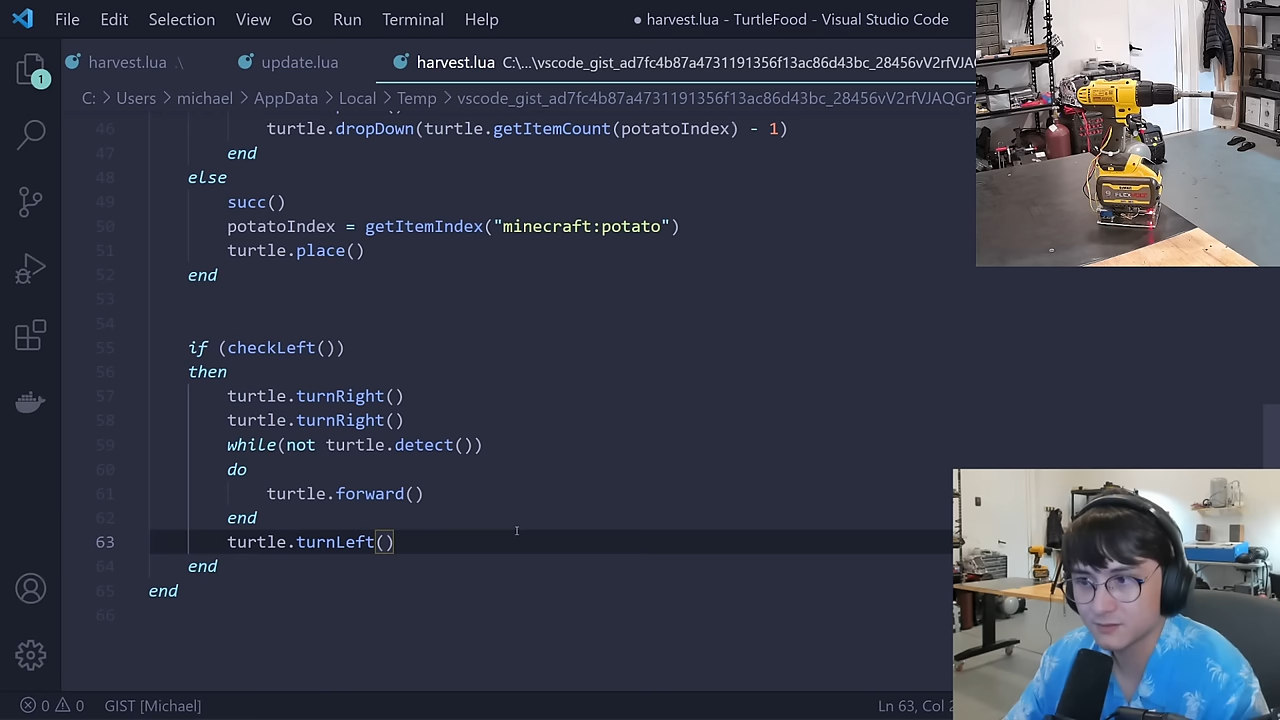 File Edit Selection View Go Run Terminal Help
● harvest.lua - TurtleFood - Visual Studio Code
harvest.lua .\
update.lua
harvest.lua C:\...\vscode_gist_ad7fc4b87a4731191356f13ac86d43bc_28456vV2rfVJAQ
1
C: > Users > michael > AppData > Local > Temp > vscode_gist_ad7fc4b87a4731191356f13ac86d43bc_28456vV2rfVJAQGr
46 turtle.dropDown(turtle.getItemCount(potatoIndex) - 1)
47 end
48 else
49 succ()
50 potatoIndex = getItemIndex("minecraft:potato")
51 turtle.place()
52 end
53
54
55 if (checkLeft())
56 then
57 turtle.turnRight()
58 turtle.turnRight()
59 while(not turtle.detect())
60 do
61 turtle.forward()
62 end
63 turtle.turnLeft()
64 end
65 end
66
0 0 GIST [Michael]
Ln 63, Col